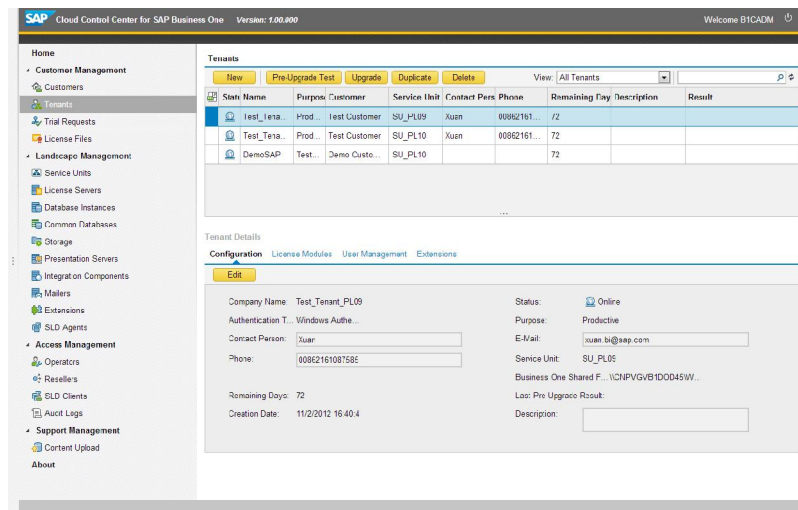 SAP Cloud Control Center for SAP Business One Version: 1.00.000 Welcome B1CADM
Home
Customer Management
Customers
Tenants
Trial Requests
License Files
Landscape Management
Service Units
License Servers
Database Instances
Common Databases
Storage
Presentation Servers
Integration Components
Mailers
Extensions
SLD Agents
Access Management
Operators
Resellers
SLD Clients
Audit Logs
Support Management
Content Upload
About
Tenants
New Pre-Upgrade Test Upgrade Duplicate Delete View: All Tenants
Stat Name Purpos Customer Service Unit Contact Pers Phone Remaining Day Description Result
Test_Tena... Prod... Test Customer SU_PL09 Xuan 00862161... 72
Test_Tena... Prod... Test Customer SU_PL10 Xuan 00862161... 72
DemoSAP Test... Demo Custo... SU_PL10 72
...
Tenant Details
Configuration License Modules User Management Extensions
Edit
Company Name: Test_Tenant_PL09 Status: Online
Authentication T... Windows Authe... Purpose: Productive
Contact Person: Xuan E-Mail: xuan.bi@sap.com
Phone: Service Unit: SU_PL09
Business One Shared F...
Remaining Days: 72 Last Pre Upgrade Result:
Creation Date: 11/2/2012 16:40:4 Description: